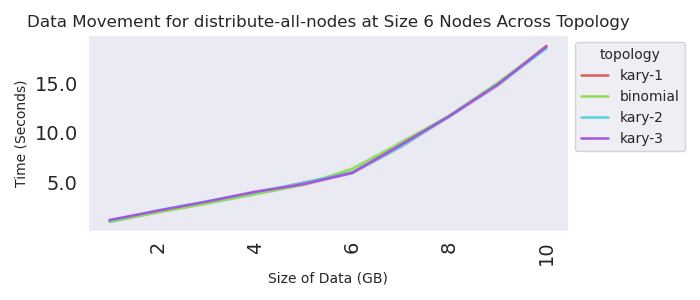 Data Movement for distribute-all-nodes at Size 6 Nodes Across Topology
Time (Seconds)
15.0
10.0
5.0
2
4
6
8
10
Size of Data (GB)
topology
kary-1
binomial
kary-2
kary-3